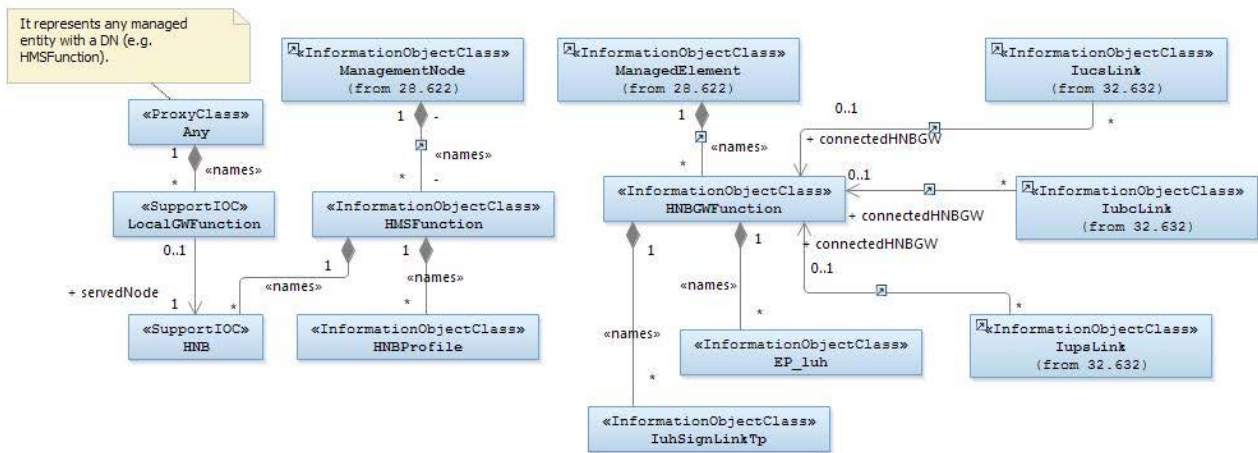 It represents any managed
entity with a DN (e.g.
HMSFunction).
«ProxyClass»
Any
1
«names»
*
«SupportIOC»
LocalGWFunction
0..1
+ servedNode
1
«SupportIOC»
HNB
«InformationObjectClass»
ManagementNode
(from 28.622)
1
-
«names»
*
-
«InformationObjectClass»
HMSFunction
1
«names»
*
1
«names»
*
«InformationObjectClass»
HNBProfile
«InformationObjectClass»
ManagedElement
(from 28.622)
1
«names»
*
«InformationObjectClass»
HNBGWFunction
1
«names»
*
1
«names»
*
«InformationObjectClass»
EP_luh
«InformationObjectClass»
IuhSignLinkTp
«InformationObjectClass»
IucsLink
(from 32.632)
0..1
*
+ connectedHNBGW
0..1
*
+ connectedHNBGW
«InformationObjectClass»
IubcLink
(from 32.632)
+ connectedHNBGW
0..1
*
«InformationObjectClass»
IupsLink
(from 32.632)